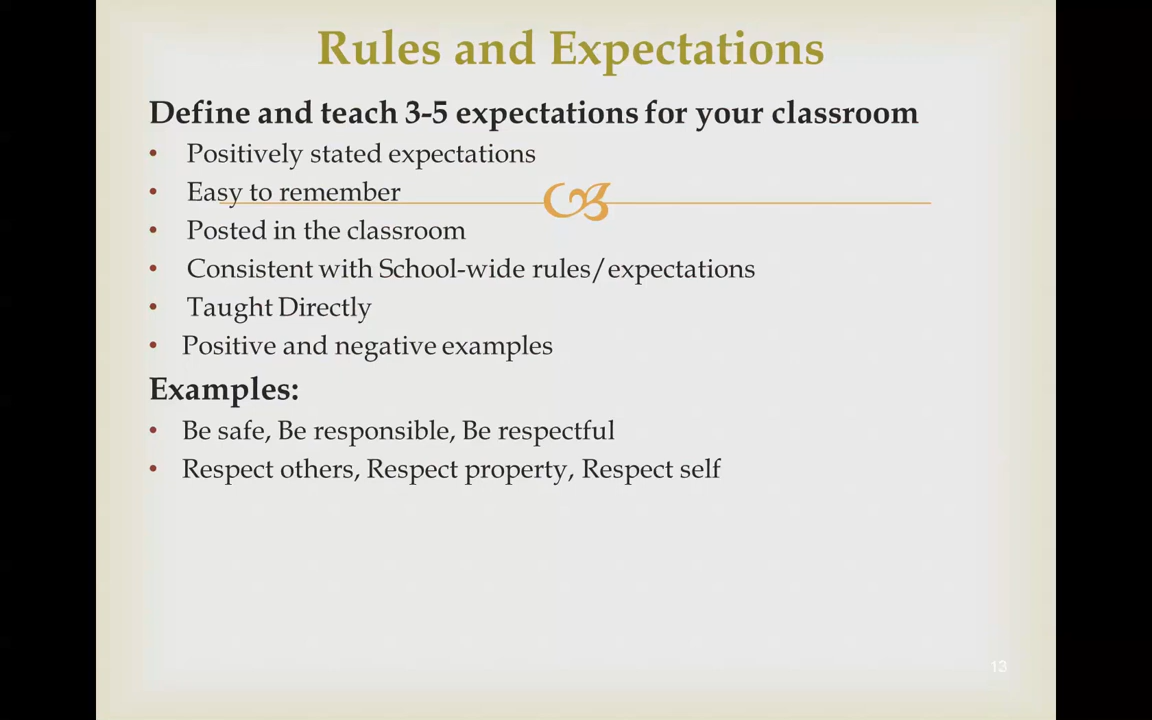 Rules and Expectations
Define and teach 3-5 expectations for your classroom
• Positively stated expectations
• Easy to remember
• Posted in the classroom
• Consistent with School-wide rules/expectations
• Taught Directly
• Positive and negative examples
Examples:
• Be safe, Be responsible, Be respectful
• Respect others, Respect property, Respect self
13